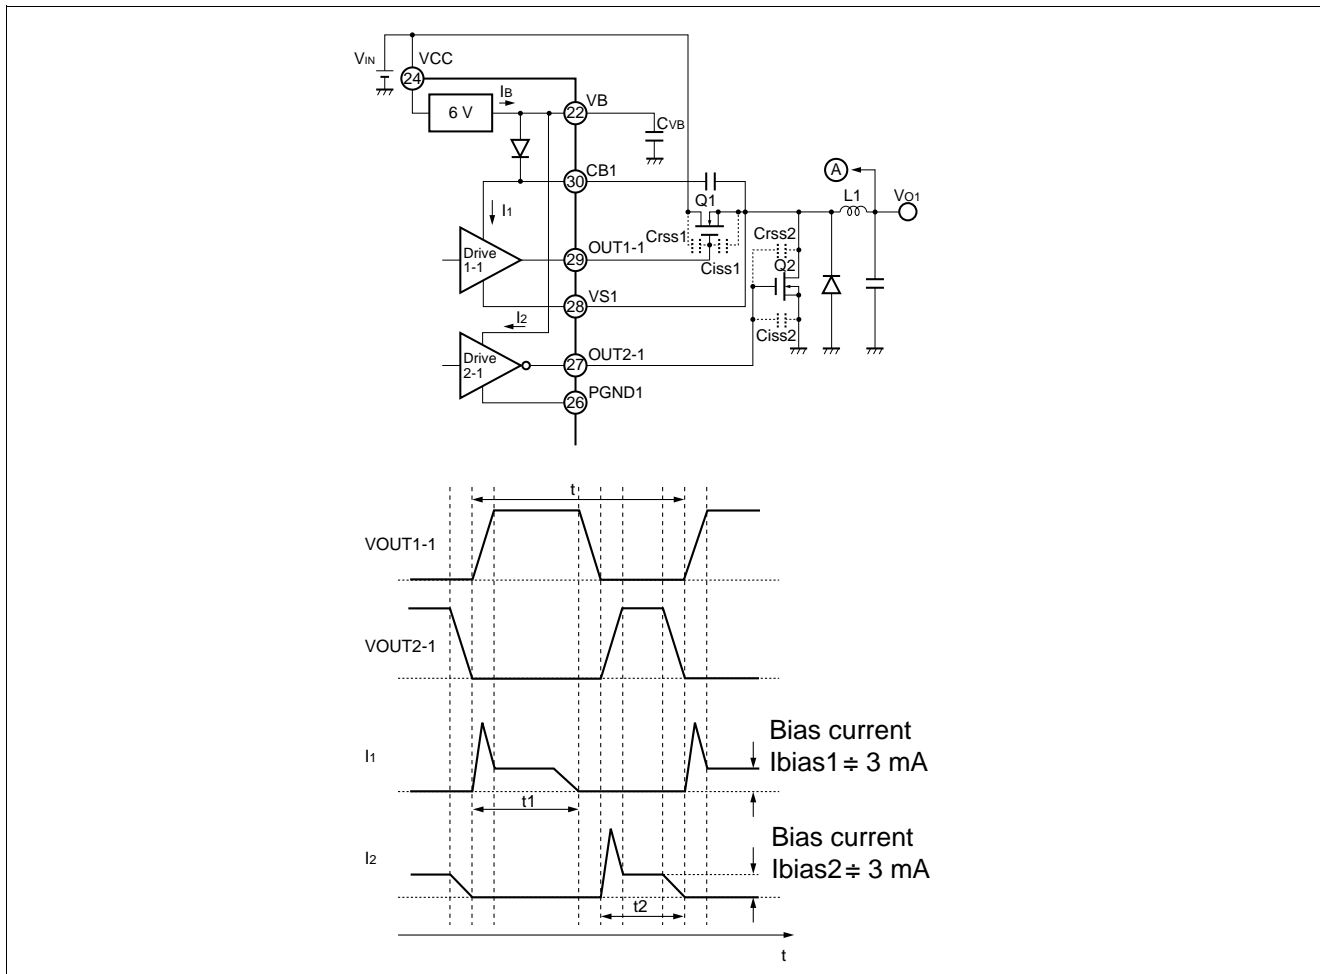 VIN
VCC
24
6 V
IB
VB
22
CVB
CB1
30
A
Q1
L1
VO1
I1
Crss1
Crss2
Drive
1-1
OUT1-1
29
Ciss1
Q2
VS1
28
I2
Ciss2
Drive
2-1
OUT2-1
27
PGND1
26
t
VOUT1-1
VOUT2-1
Bias current
I1
Ibias1 ≑ 3 mA
t1
Bias current
I2
Ibias2 ≑ 3 mA
t2
t